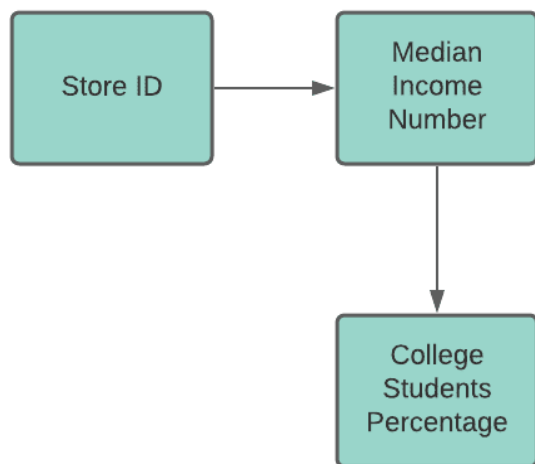 Store ID
Median
Income
Number
College
Students
Percentage